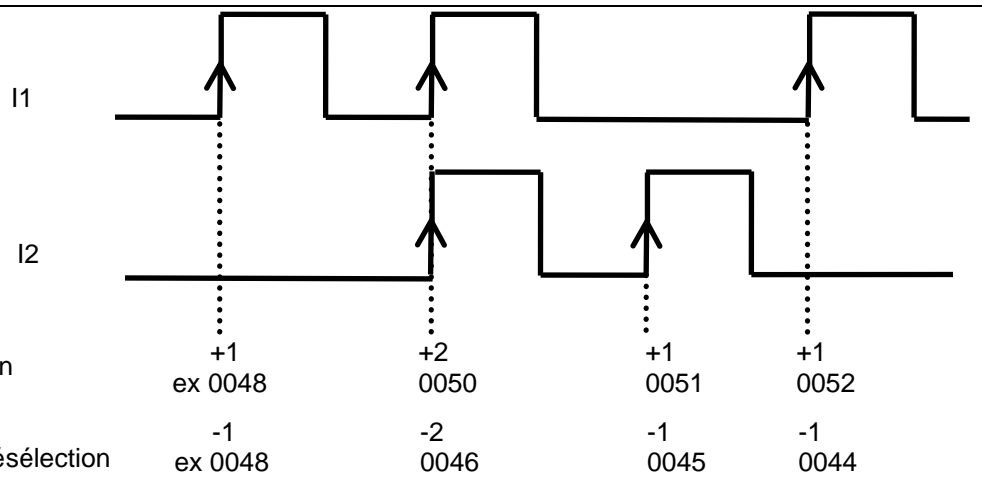 I1
I2
+1 +2 +1 +1
n ex 0048 0050 0051 0052
-1 -2 -1 -1
ésélection ex 0048 0046 0045 0044